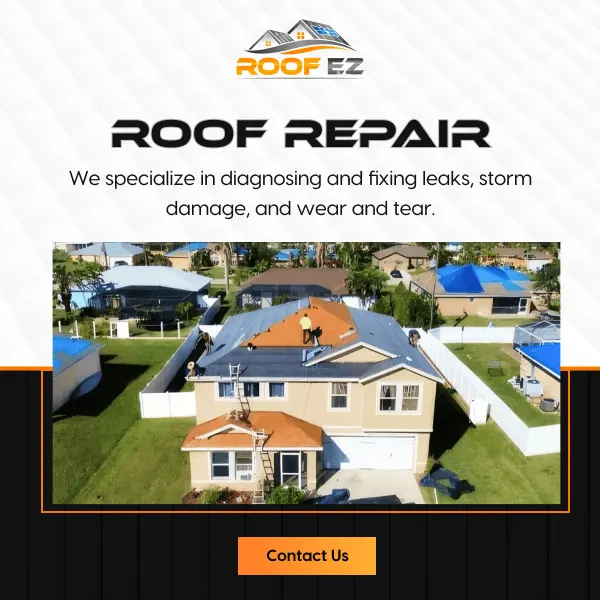 ROOF EZ
ROOF REPAIR
We specialize in diagnosing and fixing leaks, storm
damage, and wear and tear.
Contact Us